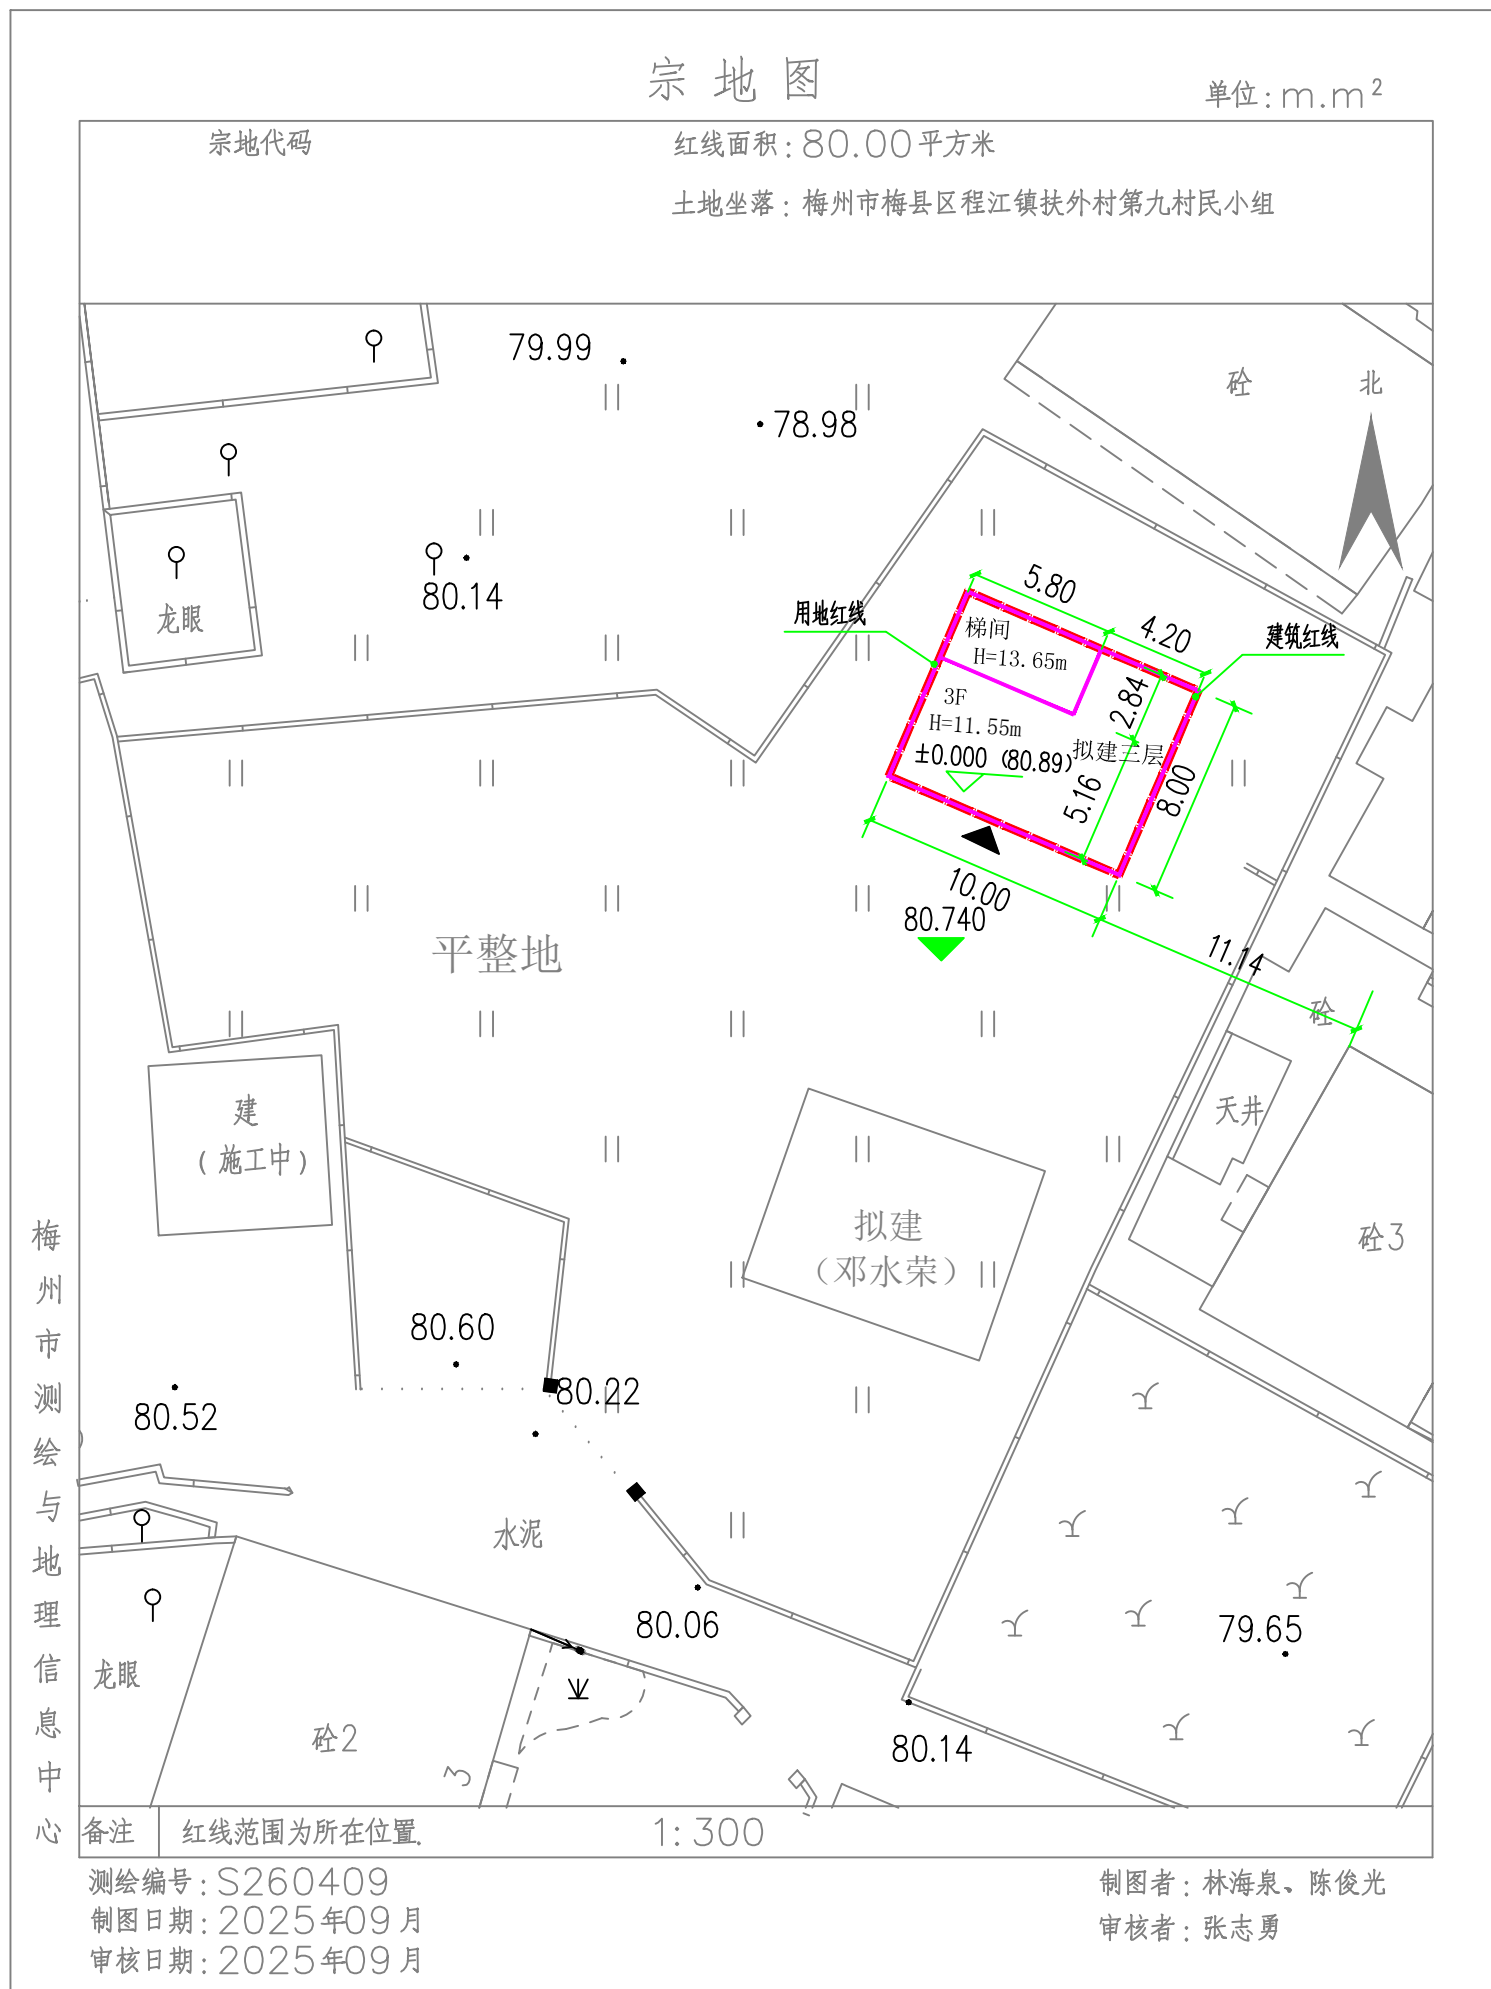 宗 地 图
单位：m.m²
宗地代码
红线面积：80.00平方米
土地坐落：梅州市梅县区程江镇扶外村第九村民小组
79.99
78.98
砼
北
80.14
龙眼
用地红线
5.80
4.20
建筑红线
梯间
H=13.65m
2.84
3F
H=11.55m
±0.000 (80.89)
拟建三层
5.16
8.00
10.00
80.740
11.14
平整地
砼
天井
建
（施工中）
拟建
（邓水荣）
砼3
80.60
80.22
80.52
水泥
80.06
79.65
龙眼
砼2
3
80.14
梅州市测绘与地理信息中心
备注
红线范围为所在位置.
1:300
测绘编号：S260409
制图日期：2025年09月
审核日期：2025年09月
制图者：林海泉、陈俊光
审核者：张志勇